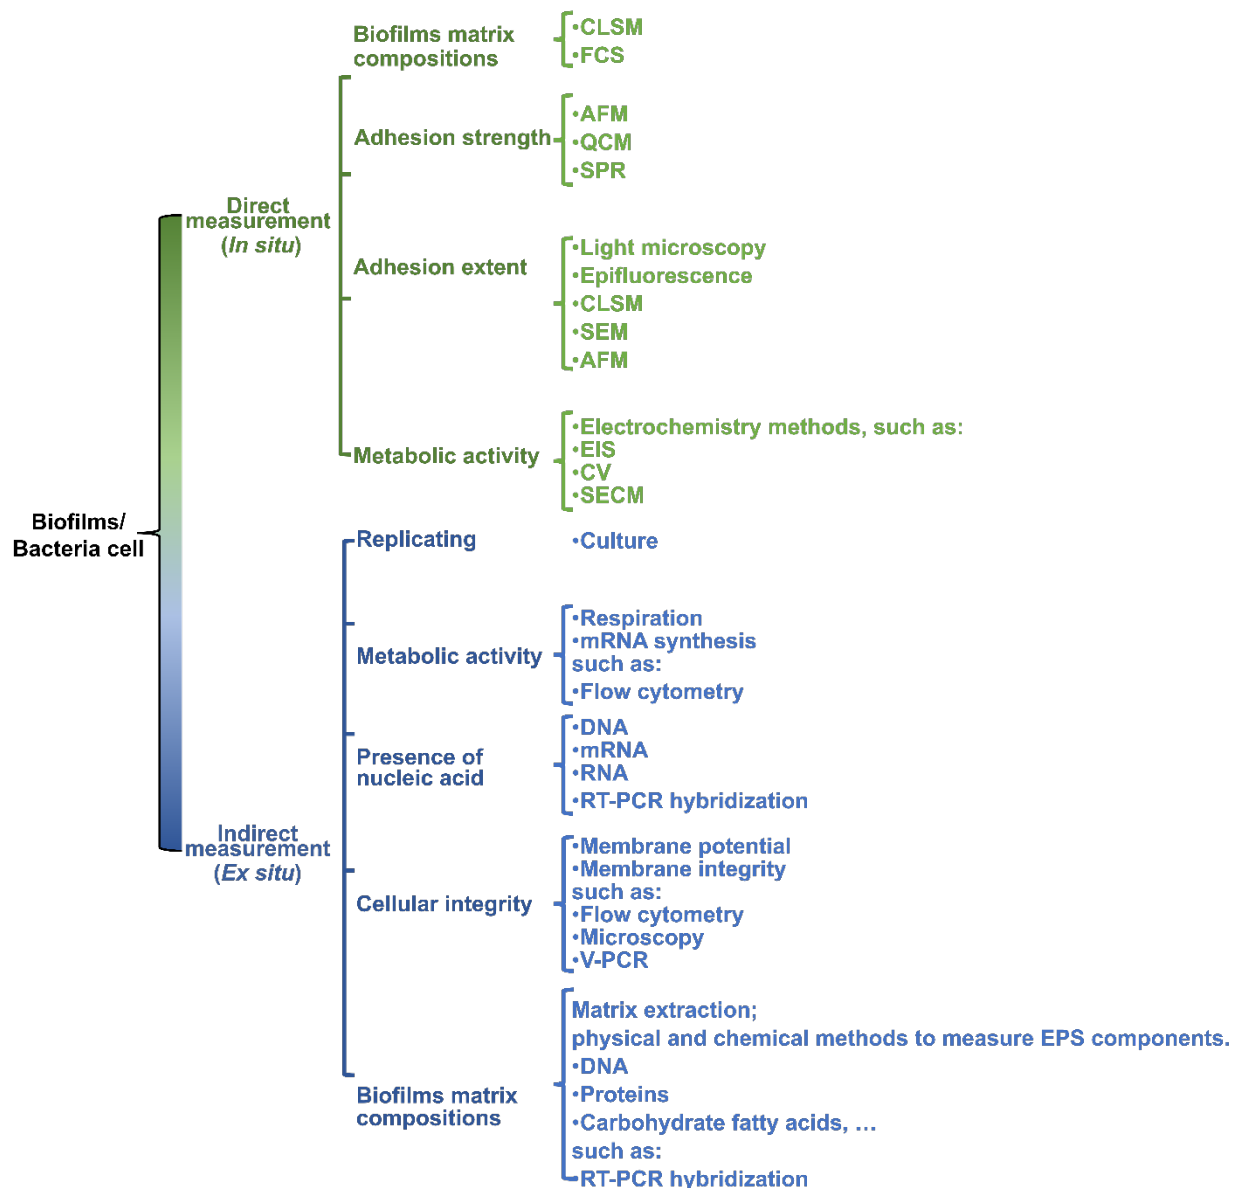 Biofilms/
Bacteria cell
Direct
measurement
(In situ)
Biofilms matrix
compositions
•CLSM
•FCS
Adhesion strength
•AFM
•QCM
•SPR
Adhesion extent
•Light microscopy
•Epifluorescence
•CLSM
•SEM
•AFM
Metabolic activity
•Electrochemistry methods, such as:
•EIS
•CV
•SECM
Indirect
measurement
(Ex situ)
Replicating
•Culture
Metabolic activity
•Respiration
•mRNA synthesis
such as:
•Flow cytometry
Presence of
nucleic acid
•DNA
•mRNA
•RNA
•RT-PCR hybridization
Cellular integrity
•Membrane potential
•Membrane integrity
such as:
•Flow cytometry
•Microscopy
•V-PCR
Biofilms matrix
compositions
Matrix extraction;
physical and chemical methods to measure EPS components.
•DNA
•Proteins
•Carbohydrate fatty acids, …
such as:
•RT-PCR hybridization